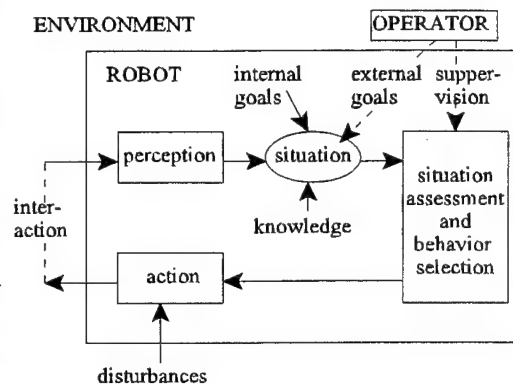 ENVIRONMENT
OPERATOR
ROBOT
internal
goals
external
goals
supper-
vision
perception
situation
situation
assessment
and
behavior
selection
inter-
action
knowledge
action
disturbances